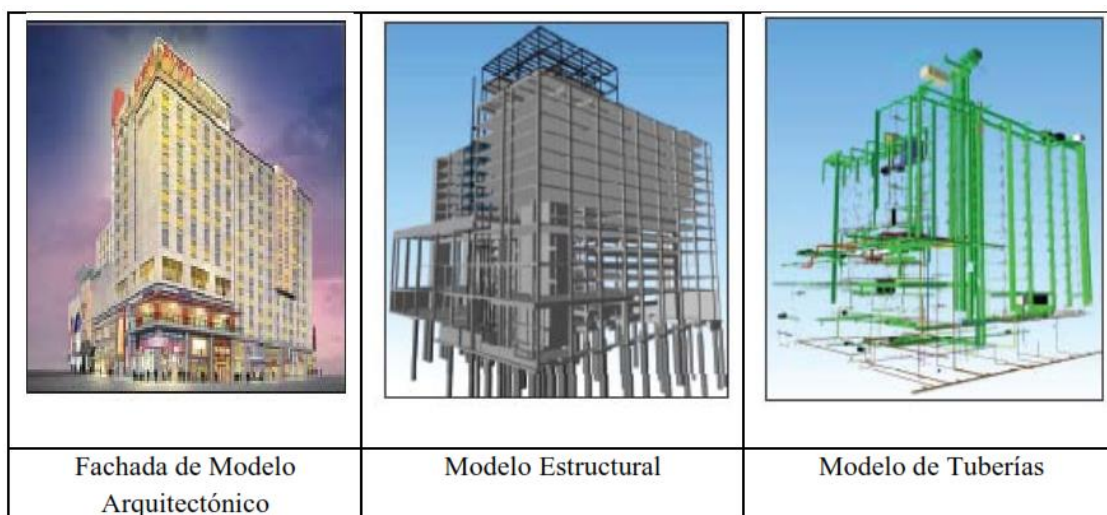 Fachada de Modelo
Arquitectónico
Modelo Estructural
Modelo de Tuberías